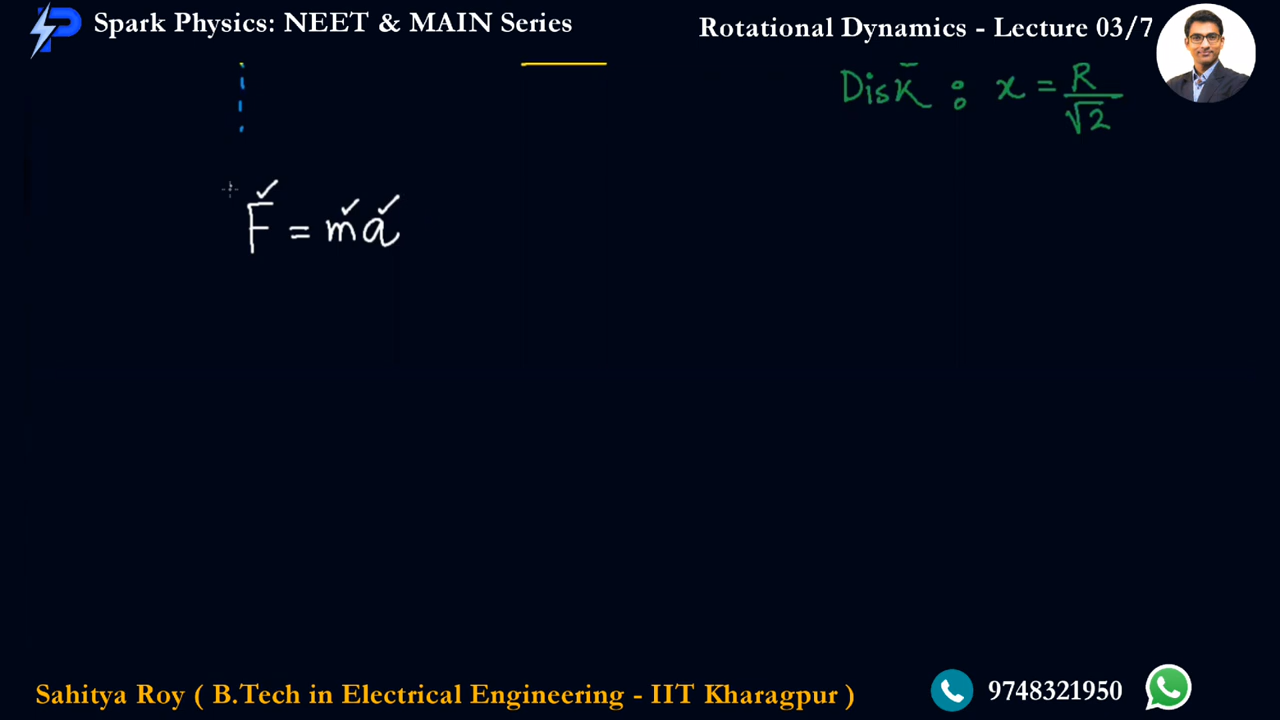 Spark Physics: NEET & MAIN Series
Rotational Dynamics - Lecture 03/7
Disk : x = R/√2
F = ma
Sahitya Roy ( B.Tech in Electrical Engineering - IIT Kharagpur )
9748321950